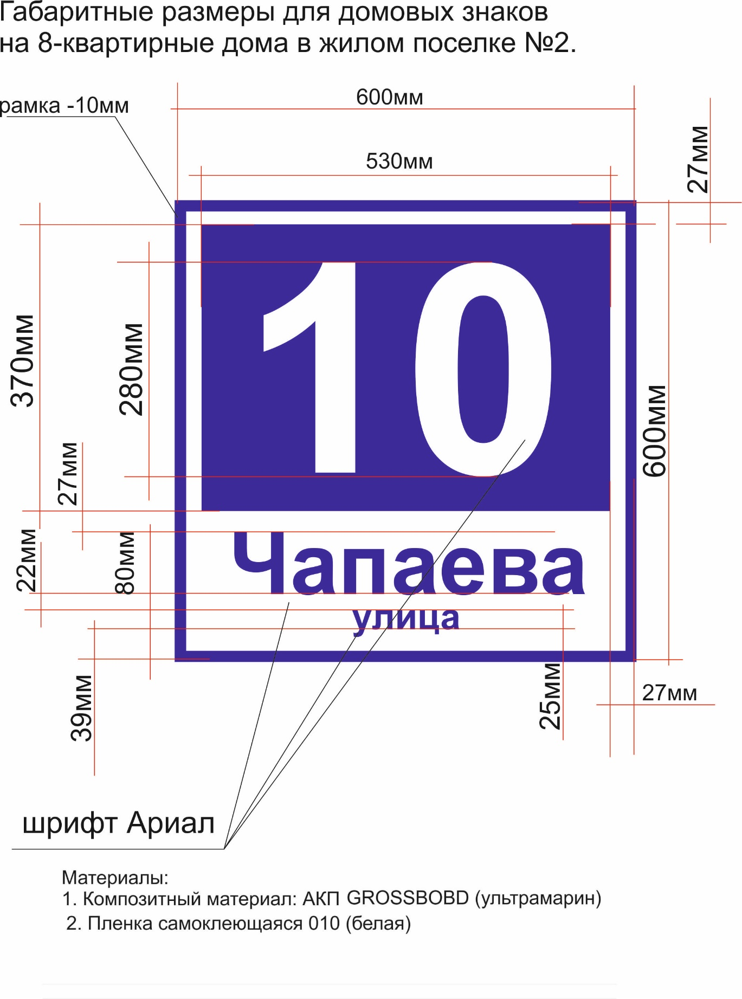 Габаритные размеры для домовых знаков
на 8-квартирные дома в жилом поселке №2.
рамка -10мм
600мм
530мм
27мм
370мм
280мм
10
600мм
27мм
22мм
80мм
Чапаева
улица
39мм
25мм
27мм
шрифт Ариал
Материалы:
1. Композитный материал: АКП GROSSBOBD (ультрамарин)
2. Пленка самоклеющаяся 010 (белая)